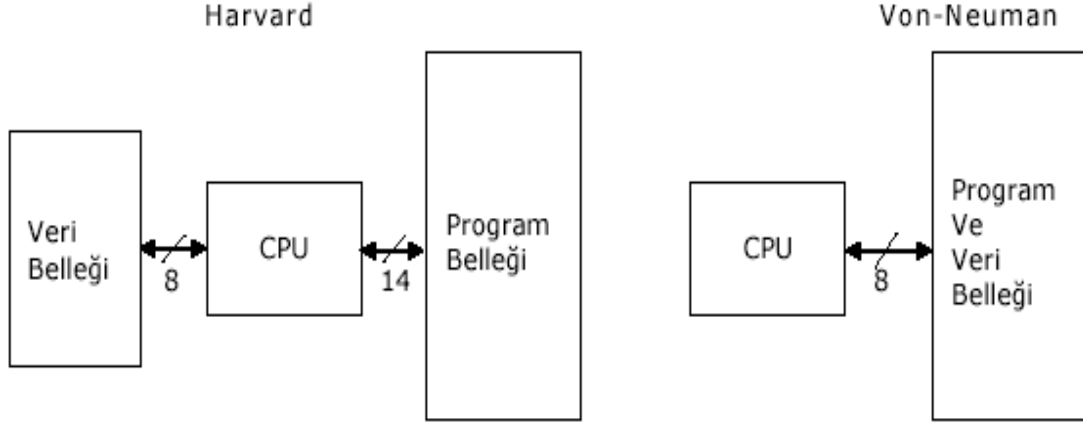 Harvard
Von-Neuman
Veri
Belleği
8
CPU
14
Program
Belleği
CPU
8
Program
Ve
Veri
Belleği